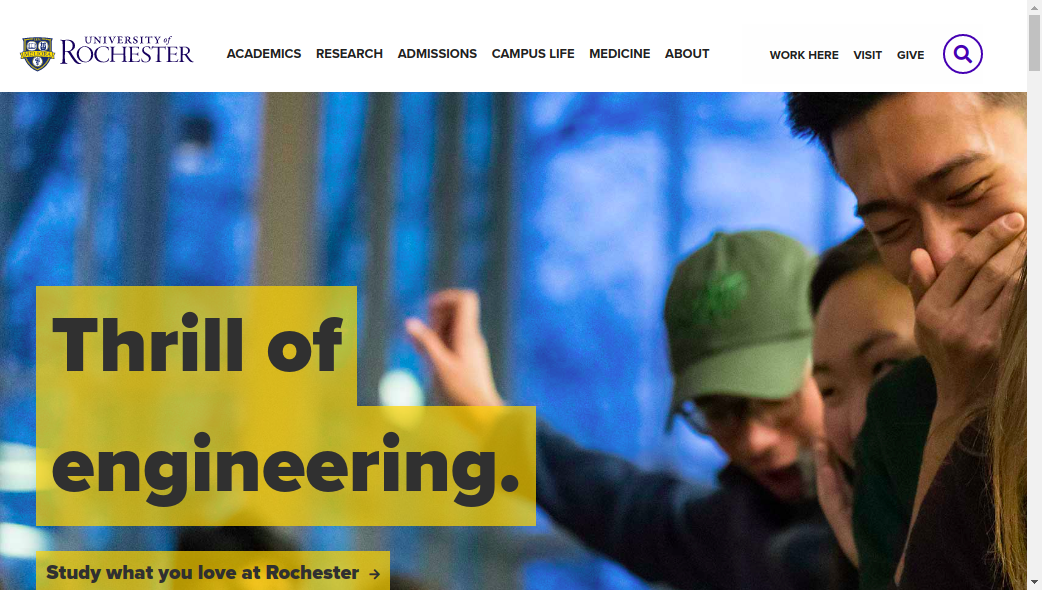 UNIVERSITY of
ROCHESTER
ACADEMICS RESEARCH ADMISSIONS CAMPUS LIFE MEDICINE ABOUT
WORK HERE VISIT GIVE
Thrill of
engineering.
Study what you love at Rochester →